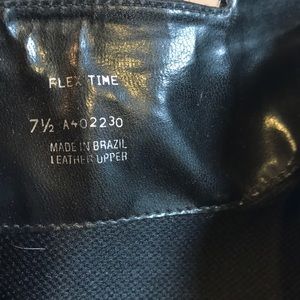 FLEX TIME
7½ A402230
MADE IN BRAZIL
LEATHER UPPER